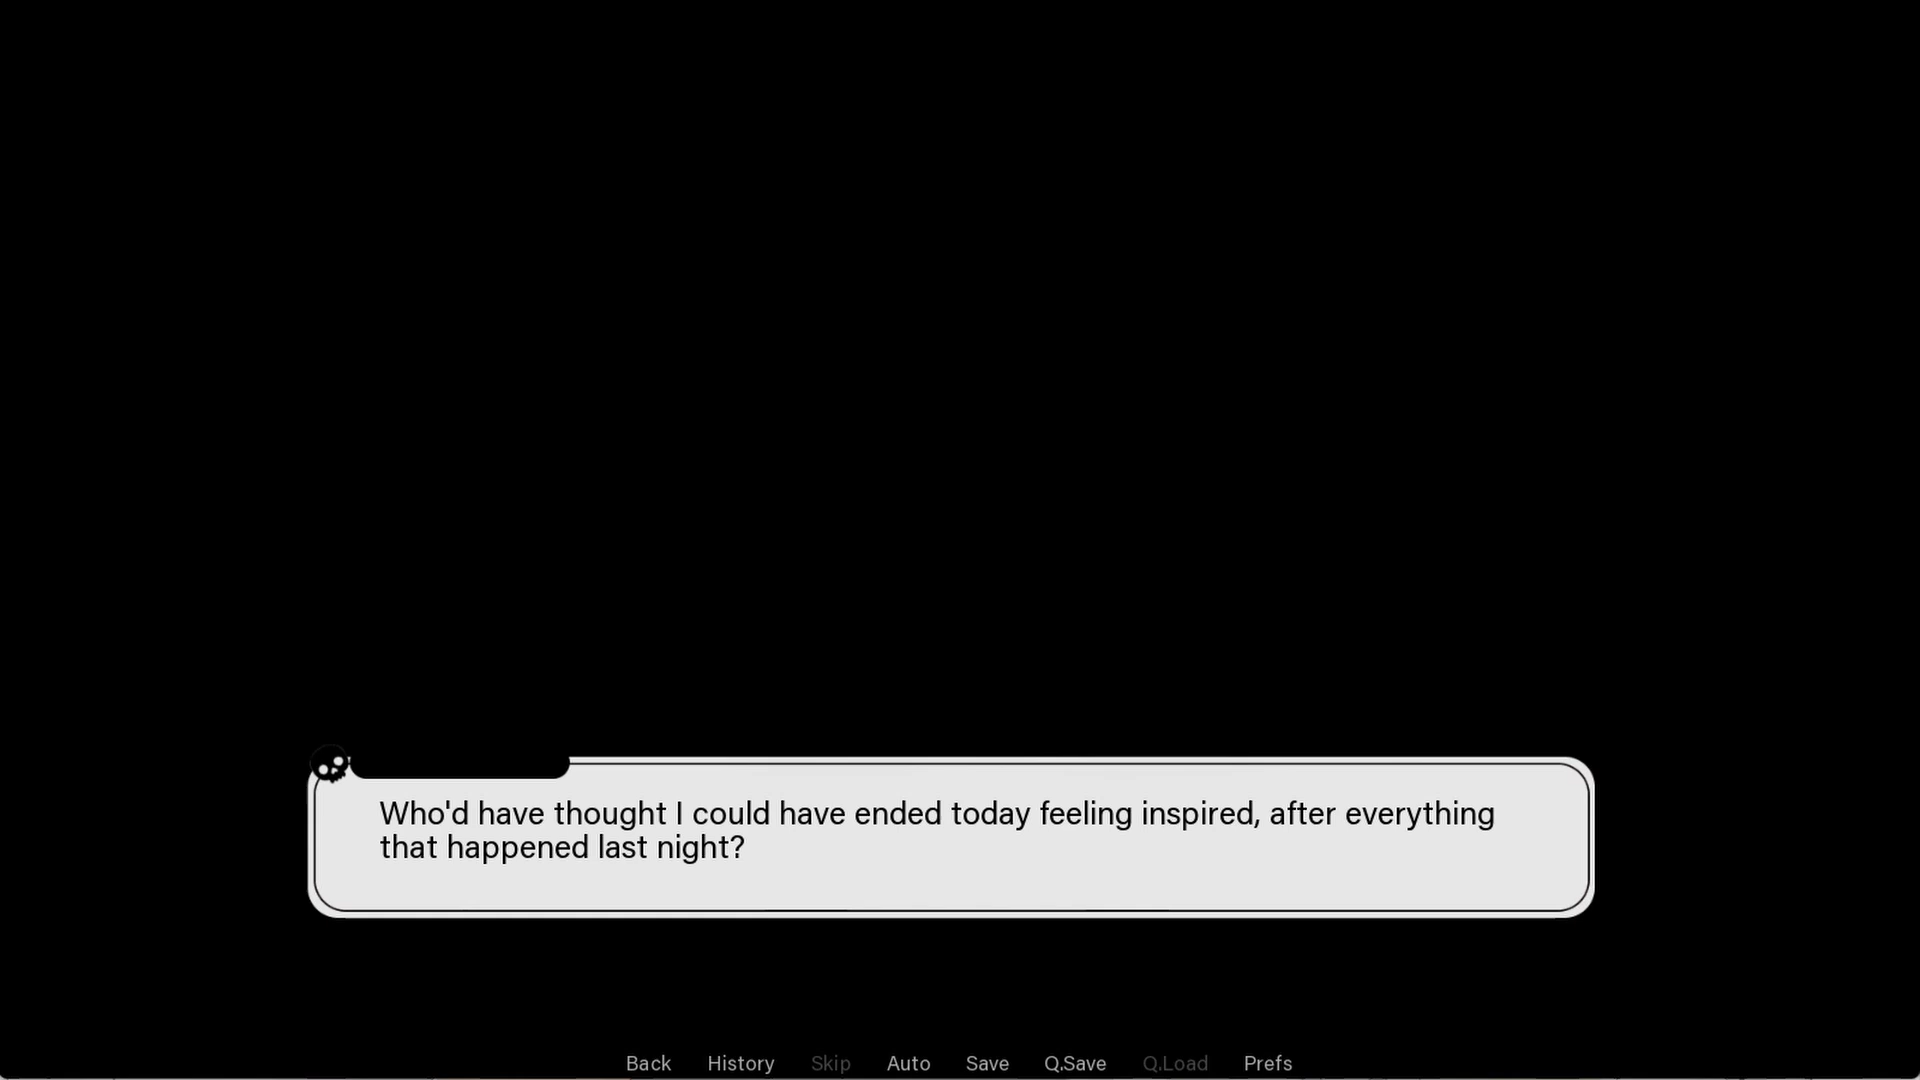 Who'd have thought I could have ended today feeling inspired, after everything
that happened last night?
Back History Skip Auto Save Q.Save Q.Load Prefs